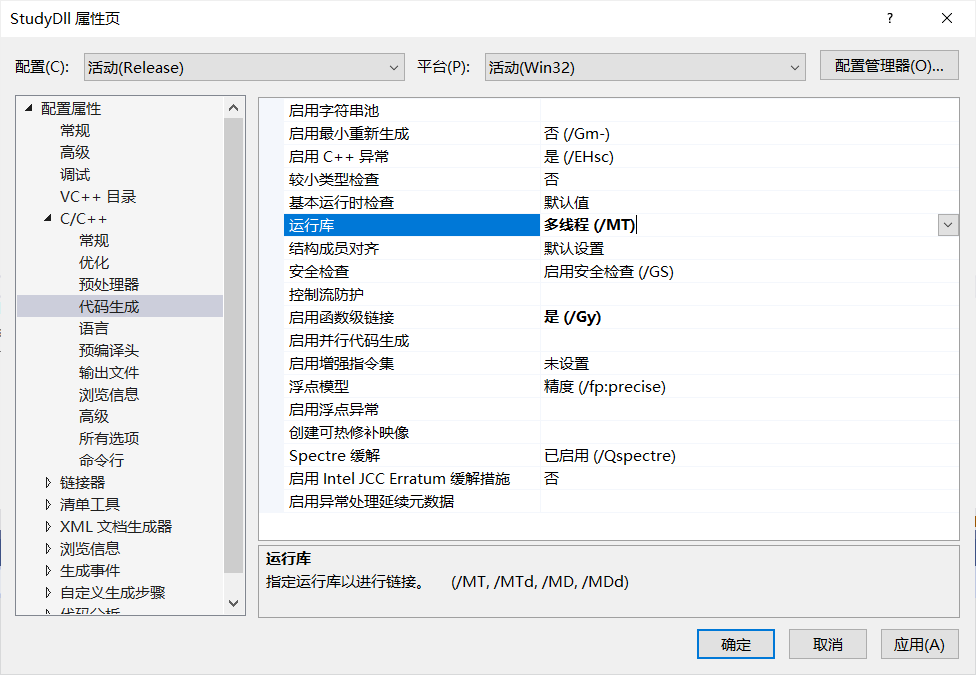 StudyDll 属性页
配置(C): 活动(Release) 平台(P): 活动(Win32) 配置管理器(O)...
配置属性
常规
高级
调试
VC++ 目录
C/C++
常规
优化
预处理器
代码生成
语言
预编译头
输出文件
浏览信息
高级
所有选项
命令行
链接器
清单工具
XML 文档生成器
浏览信息
生成事件
自定义生成步骤
代码分析
启用字符串池
启用最小重新生成 否 (/Gm-)
启用 C++ 异常 是 (/EHsc)
较小类型检查 否
基本运行时检查 默认值
运行库 多线程 (/MT)
结构成员对齐 默认设置
安全检查 启用安全检查 (/GS)
控制流防护
启用函数级链接 是 (/Gy)
启用并行代码生成
启用增强指令集 未设置
浮点模型 精度 (/fp:precise)
启用浮点异常
创建可热修补映像
Spectre 缓解 已启用 (/Qspectre)
启用 Intel JCC Erratum 缓解措施 否
启用异常处理延续元数据
运行库
指定运行库以进行链接。 (/MT, /MTd, /MD, /MDd)
确定 取消 应用(A)